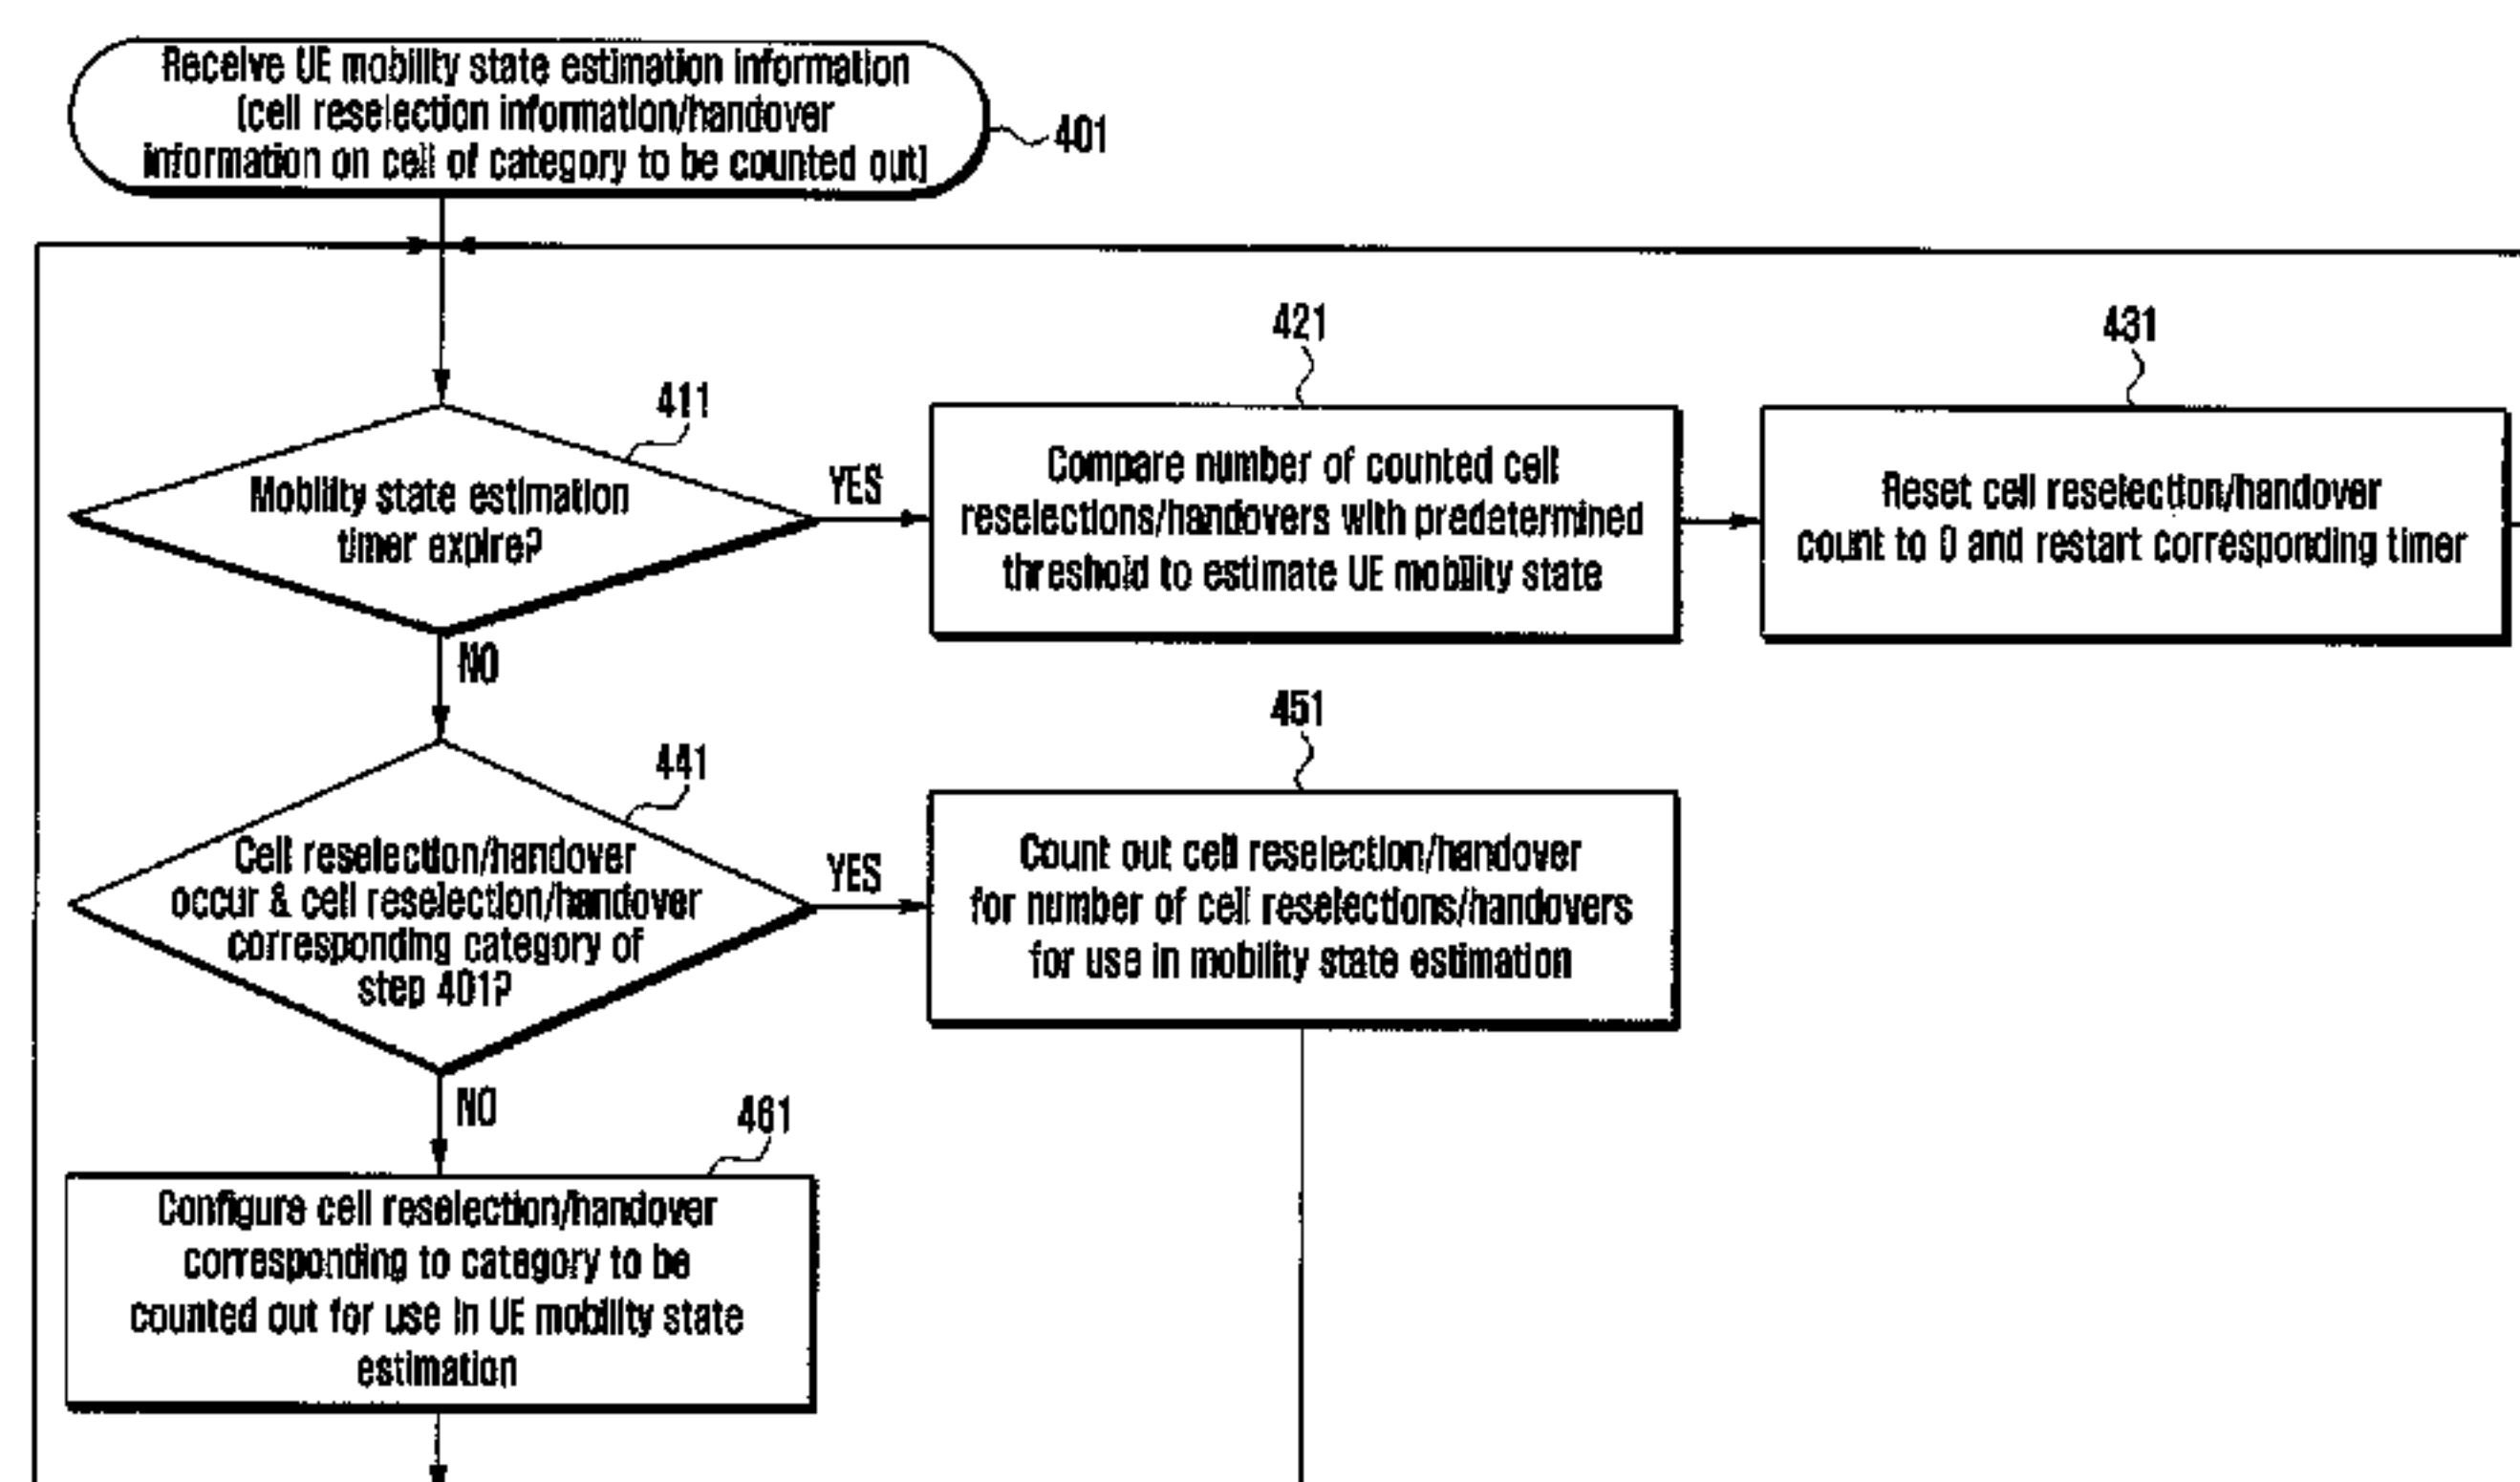 Receive UE mobility state estimation information
(cell reselection information/handover
information on cell of category to be counted out)
401
421
431
411
YES
Mobility state estimation
timer expire?
Compare number of counted cell
reselections/handovers with predetermined
threshold to estimate UE mobility state
Reset cell reselection/handover
count to 0 and restart corresponding timer
NO
451
441
YES
Cell reselection/handover
occur & cell reselection/handover
corresponding category of
step 401?
Count out cell reselection/handover
for number of cell reselections/handovers
for use in mobility state estimation
NO
461
Configure cell reselection/handover
corresponding to category to be
counted out for use in UE mobility state
estimation